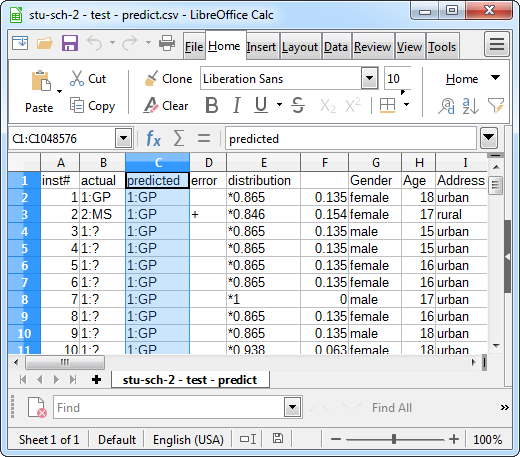 stu-sch-2 - test - predict.csv - LibreOffice Calc
File Home Insert Layout Data Review View Tools
Cut Clone Liberation Sans 10 Home
Paste Copy Clear B I U S X2 X2 A
C1:C1048576 fx Σ = predicted
A B C D E F G H I
1 inst# actual predicted error distribution Gender Age Address
2 1 1:GP 1:GP *0.865 0.135 female 18 urban
3 2 2:MS 1:GP + *0.846 0.154 female 17 rural
4 3 1:? 1:GP *0.865 0.135 male 15 urban
5 4 1:? 1:GP *0.865 0.135 male 15 urban
6 5 1:? 1:GP *0.865 0.135 female 16 urban
7 6 1:? 1:GP *0.865 0.135 female 16 urban
8 7 1:? 1:GP *1 0 male 17 urban
9 8 1:? 1:GP *0.865 0.135 female 16 urban
10 9 1:? 1:GP *0.865 0.135 male 18 urban
11 10 1:? 1:GP *0.938 0.063 female 18 urban
stu-sch-2 - test - predict
Find Find All
Sheet 1 of 1 Default English (USA) 100%